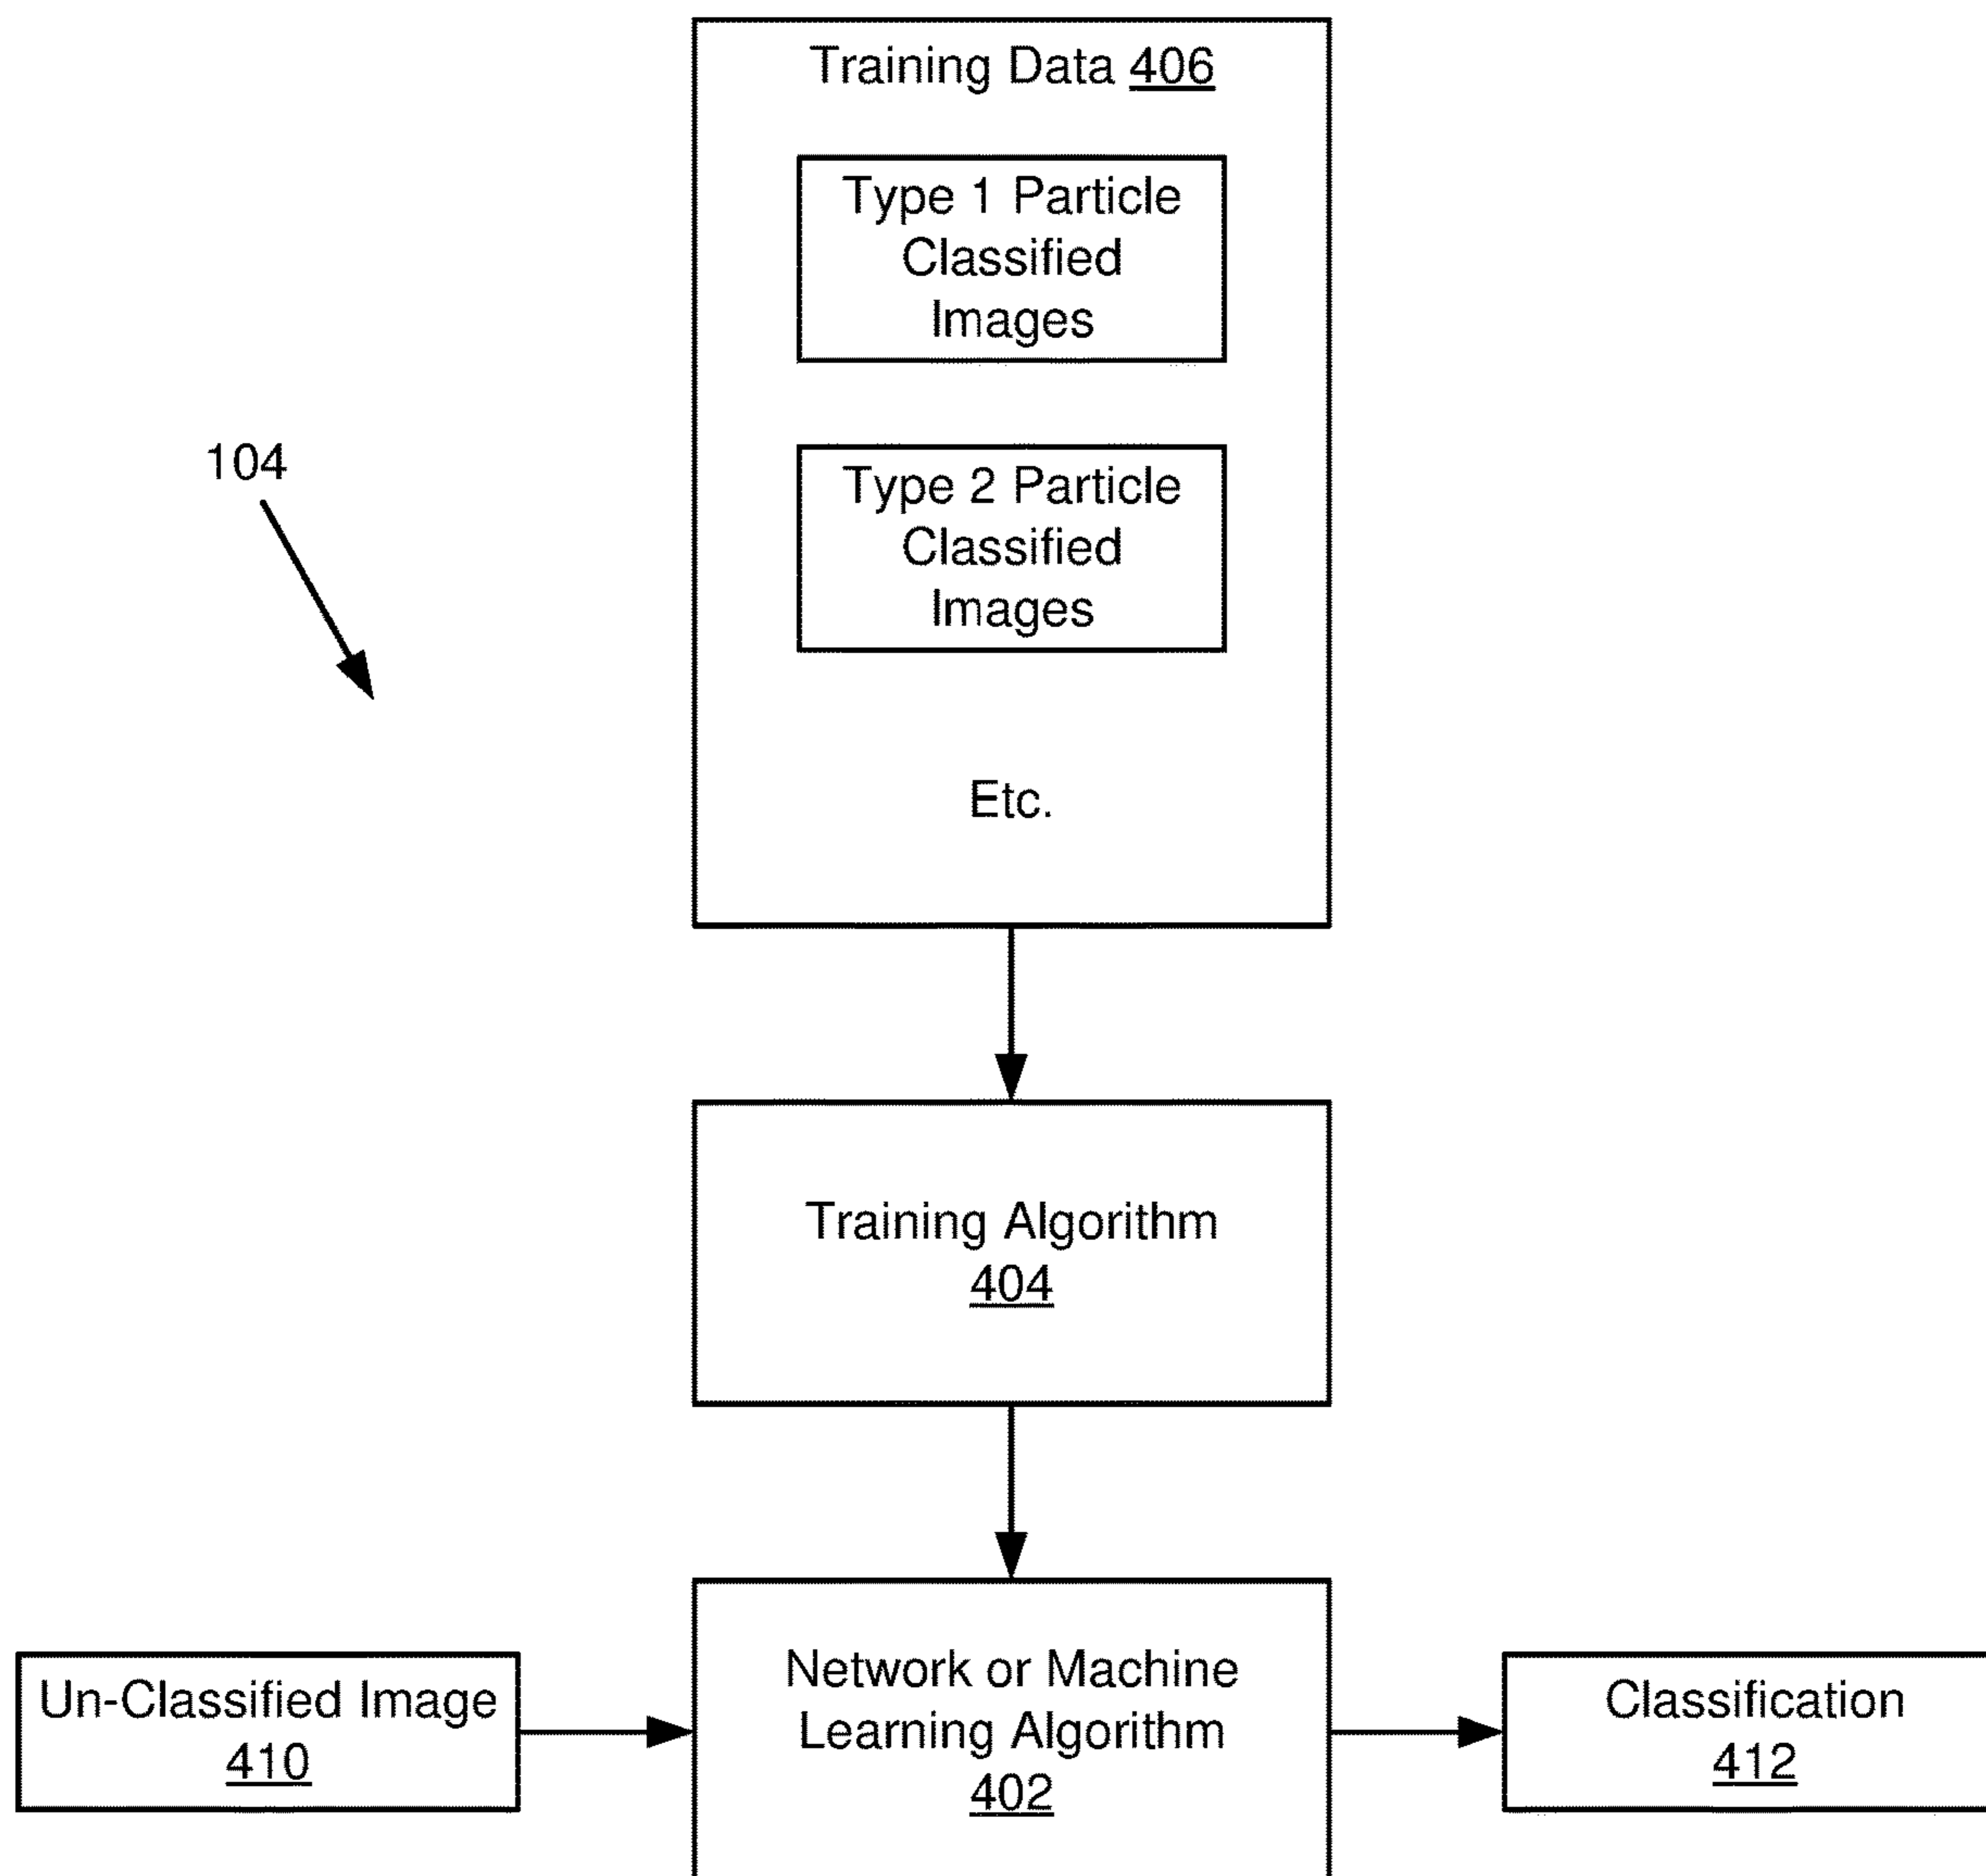 Training Data 406
Type 1 Particle
Classified
Images
104
Type 2 Particle
Classified
Images
Etc.
Training Algorithm
404
Un-Classified Image
410
Network or Machine
Learning Algorithm
402
Classification
412